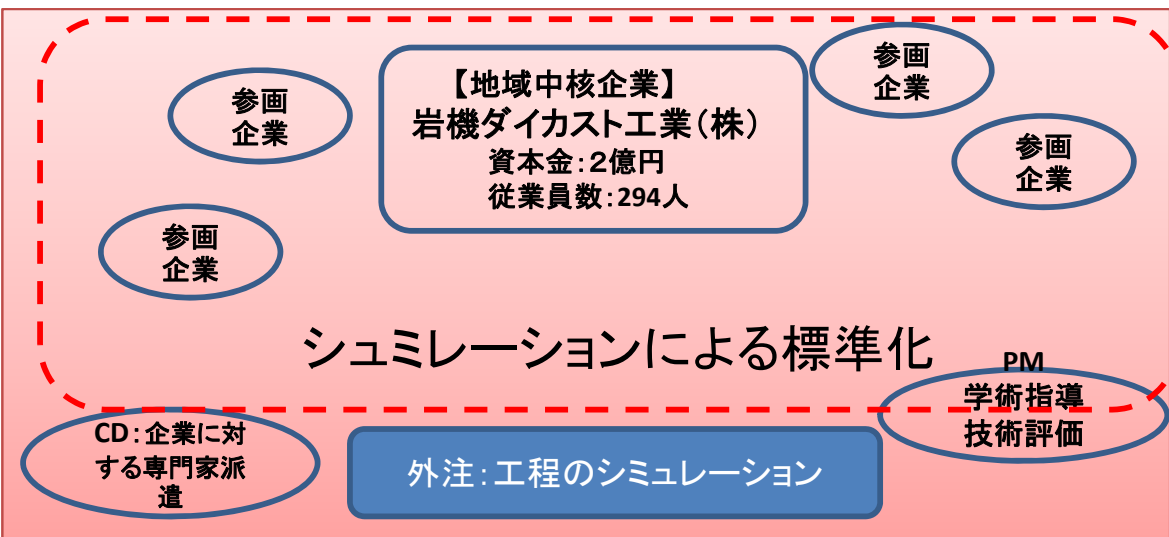 参画
企業
【地域中核企業】
岩機ダイカスト工業(株)
資本金:2億円
従業員数:294人
参画
企業
参画
企業
参画
企業
シュミレーションによる標準化
PM
学術指導
技術評価
CD:企業に対
する専門家派
遣
外注:工程のシミュレーション